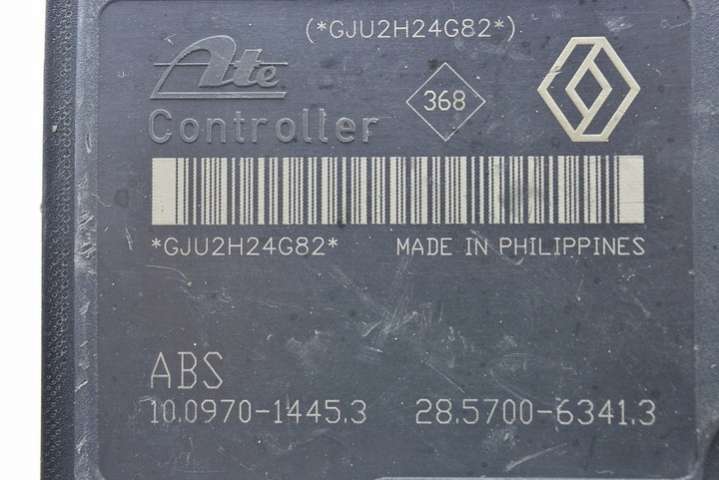 (*GJU2H24G82*)
Ate
368
Controller
*GJU2H24G82* MADE IN PHILIPPINES
ABS
10.0970-1445.3 28.5700-6341.3